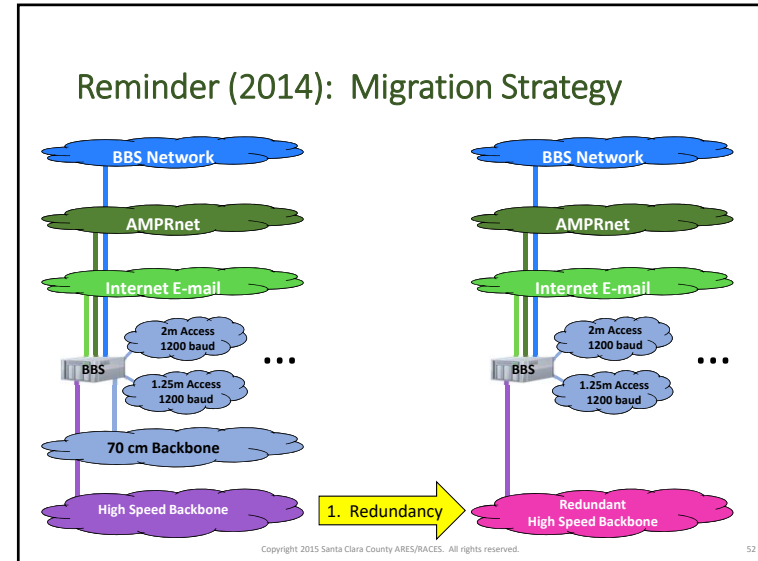 Reminder (2014): Migration Strategy
BBS Network
AMPRnet
Internet E-mail
2m Access
1200 baud
BBS
...
1.25m Access
1200 baud
70 cm Backbone
High Speed Backbone
1. Redundancy
BBS Network
AMPRnet
Internet E-mail
2m Access
1200 baud
BBS
...
1.25m Access
1200 baud
Redundant
High Speed Backbone
Copyright 2015 Santa Clara County ARES/RACES. All rights reserved.
52